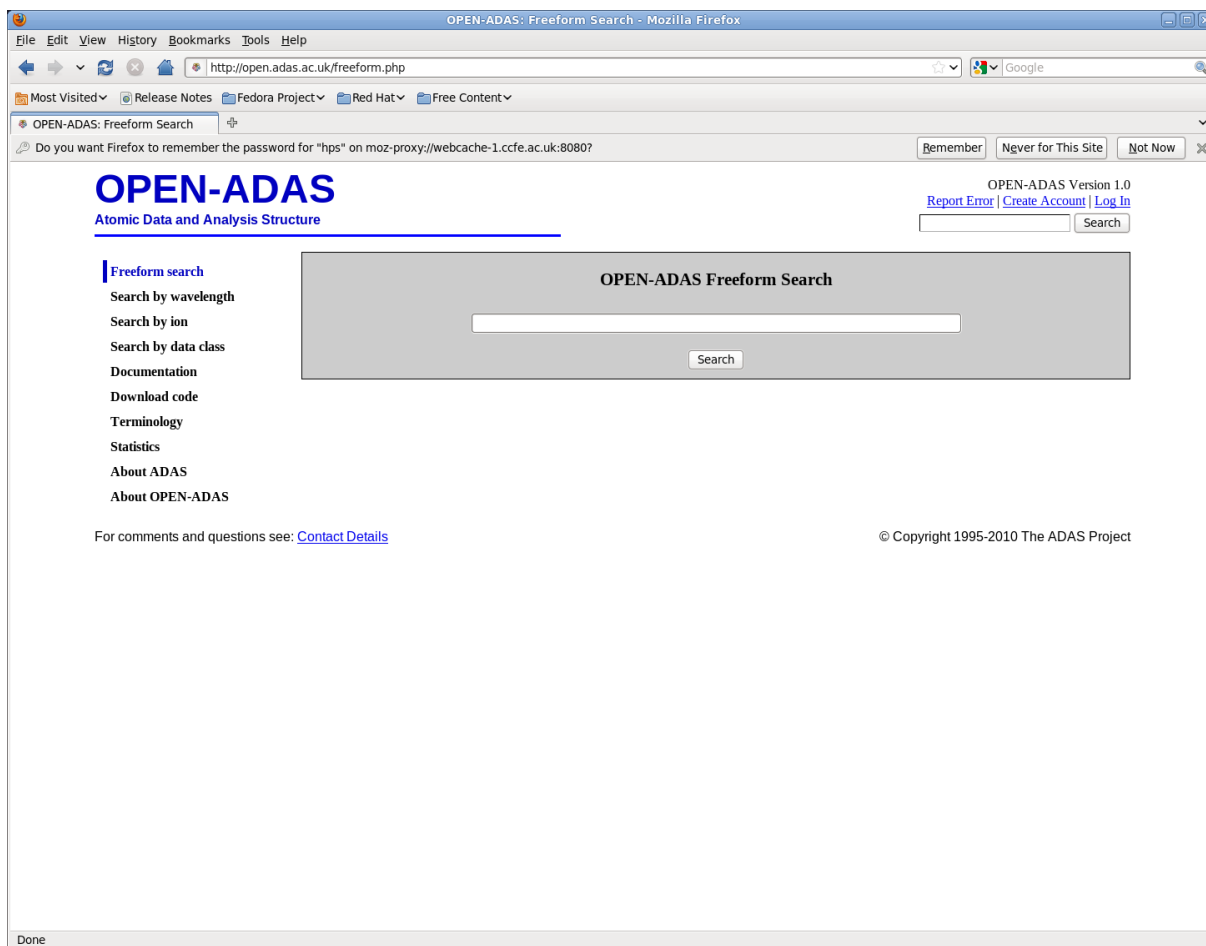 OPEN-ADAS: Freeform Search - Mozilla Firefox
File Edit View History Bookmarks Tools Help
http://open.adas.ac.uk/freeform.php Google
Most Visited Release Notes Fedora Project Red Hat Free Content
OPEN-ADAS: Freeform Search
Do you want Firefox to remember the password for "hps" on moz-proxy://webcache-1.ccfe.ac.uk:8080? Remember Never for This Site Not Now
OPEN-ADAS
Atomic Data and Analysis Structure
OPEN-ADAS Version 1.0
Report Error | Create Account | Log In
Search
Freeform search
Search by wavelength
Search by ion
Search by data class
Documentation
Download code
Terminology
Statistics
About ADAS
About OPEN-ADAS
OPEN-ADAS Freeform Search
Search
For comments and questions see: Contact Details
© Copyright 1995-2010 The ADAS Project
Done